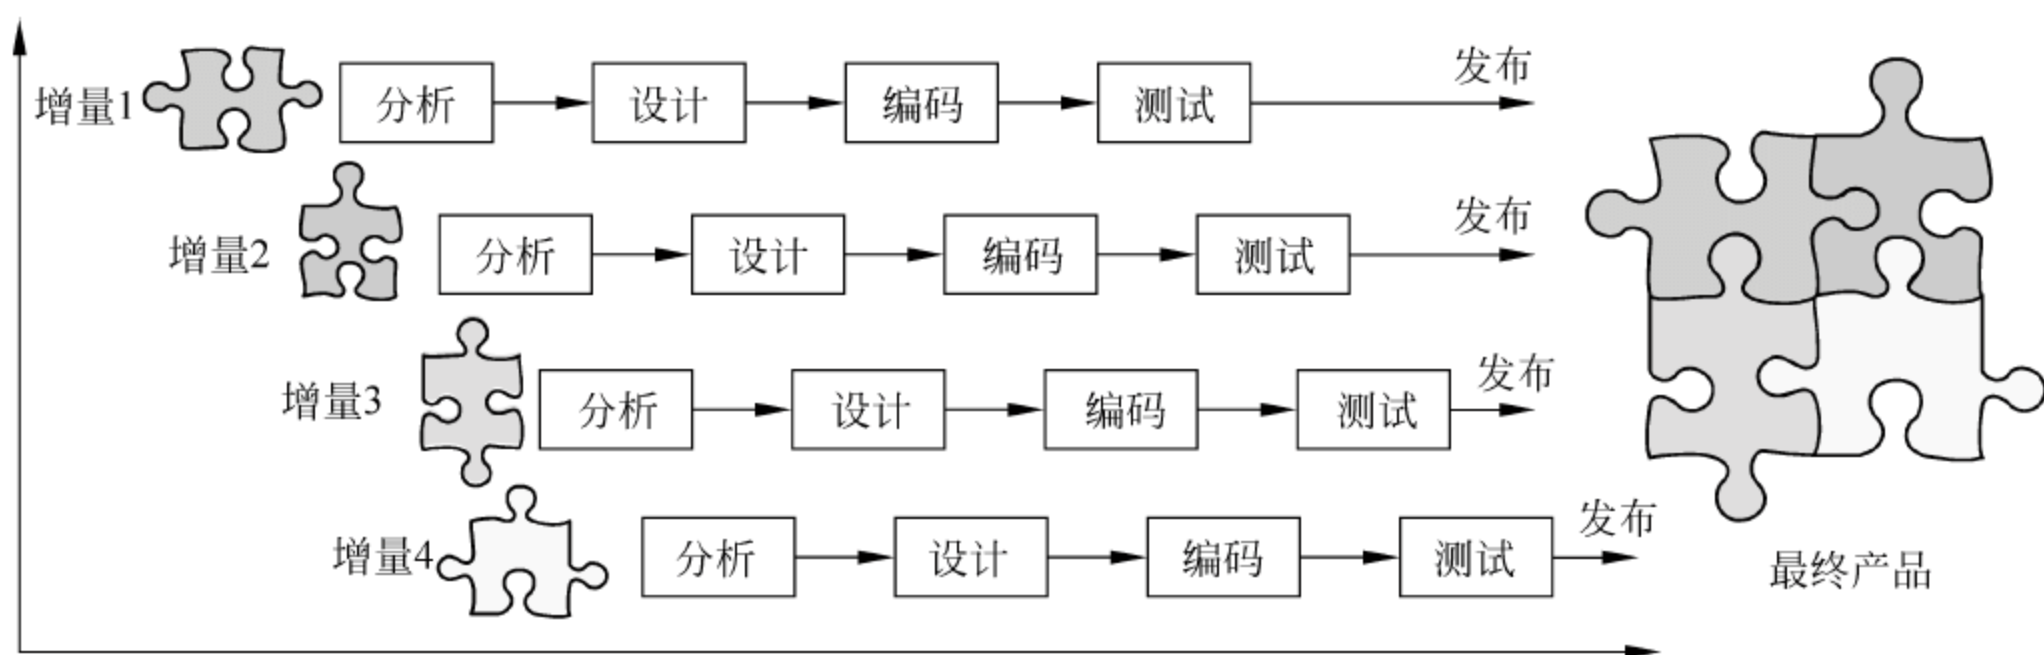 发布
增量1 分析 设计 编码 测试
发布
增量2 分析 设计 编码 测试
发布
增量3 分析 设计 编码 测试
发布
增量4 分析 设计 编码 测试
最终产品